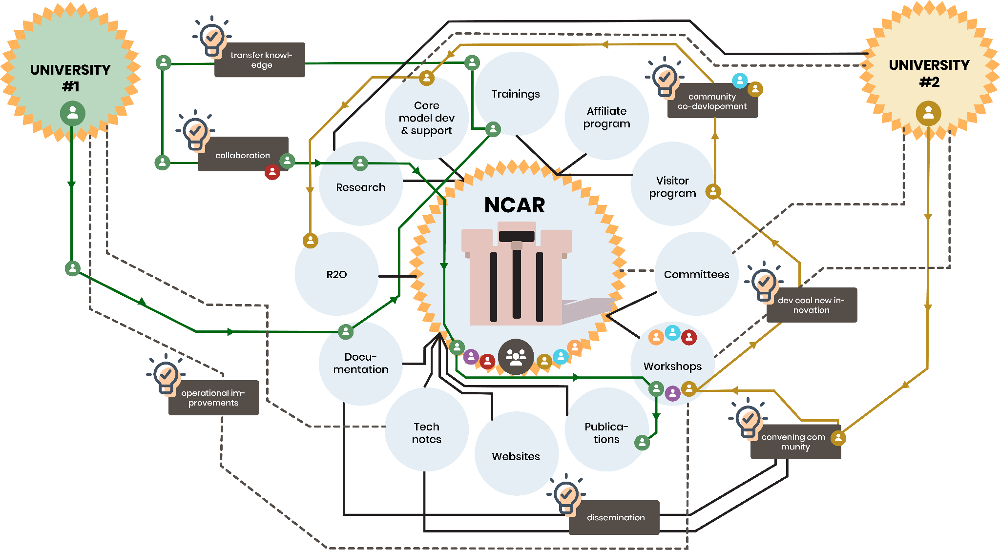 UNIVERSITY
#1
transfer knowl-
edge
collaboration
Core
model dev
& support
Trainings
Affiliate
program
community
co-devlopement
UNIVERSITY
#2
Research
NCAR
Visitor
program
R2O
Committees
dev cool new in-
novation
Docu-
mentation
Workshops
operational im-
provements
Tech
notes
Websites
Publica-
tions
convening com-
munity
dissemination